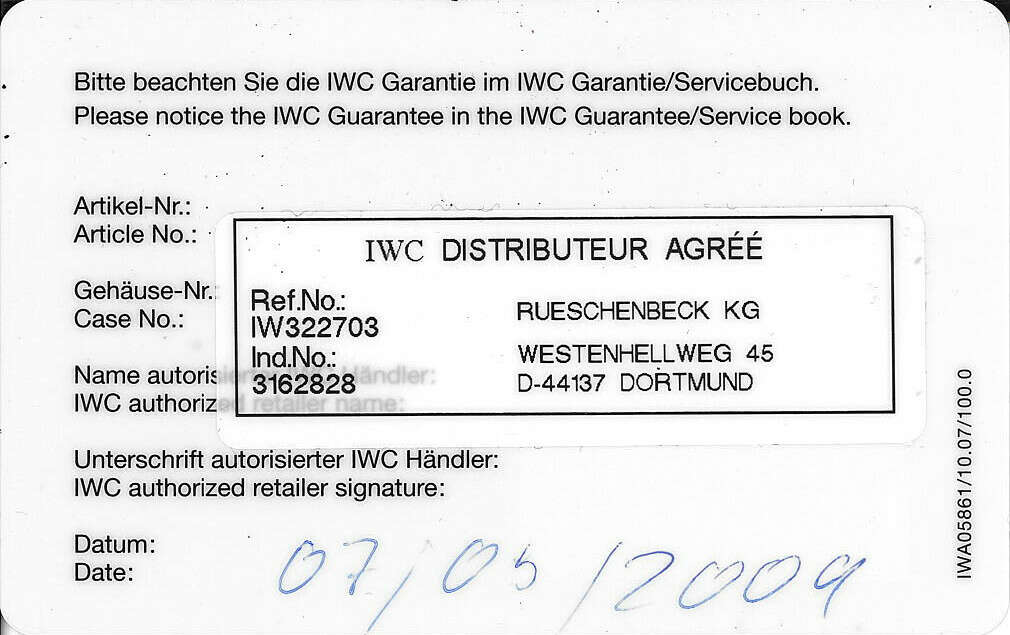 Bitte beachten Sie die IWC Garantie im IWC Garantie/Servicebuch.
Please notice the IWC Guarantee in the IWC Guarantee/Service book.
Artikel-Nr.:
Article No.:
IWC DISTRIBUTEUR AGRÉÉ
Gehäuse-Nr.:
Case No.:
Ref.No.:
IW322703
Ind.No.:
3162828
RUESCHENBECK KG
WESTENHELLWEG 45
D-44137 DORTMUND
Name autorisierter IWC Händler:
IWC authorized retailer name:
Unterschrift autorisierter IWC Händler:
IWC authorized retailer signature:
Datum:
Date:
07/05/2009
IWA05861/10.07/100.0